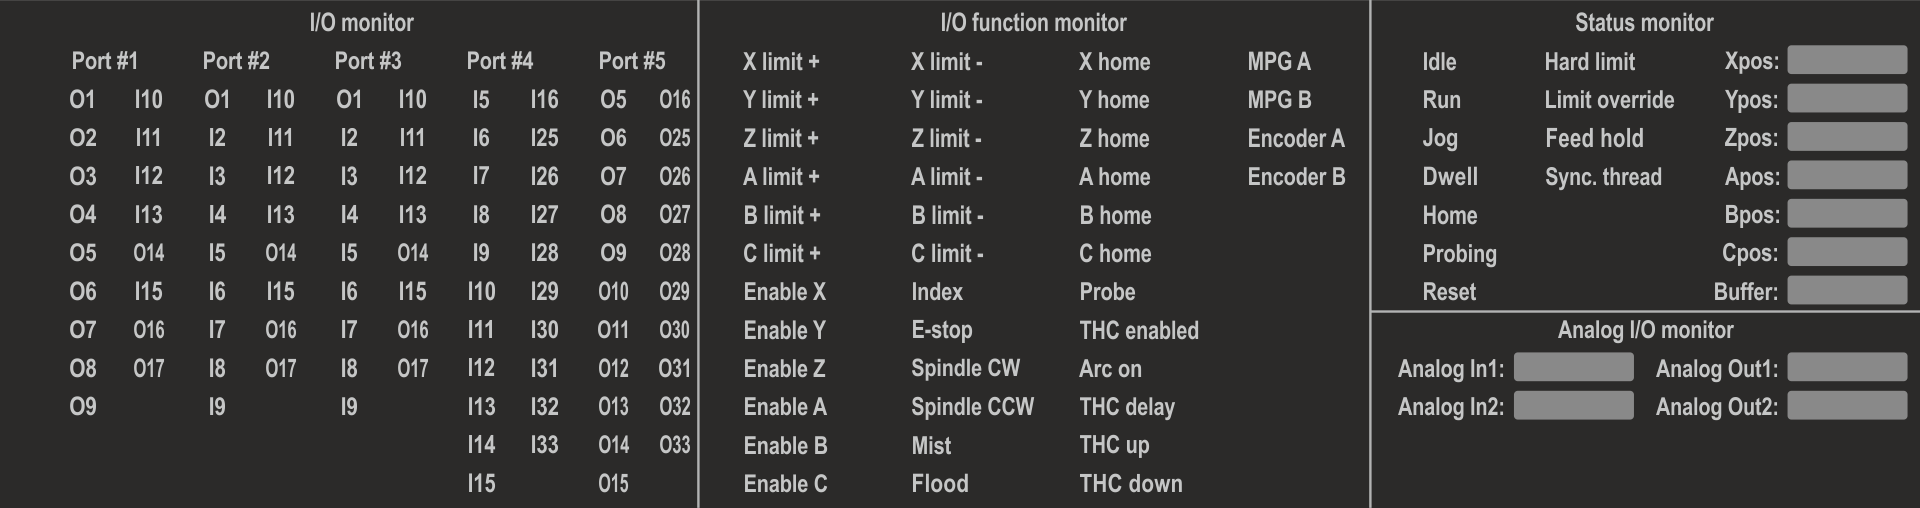 I/O monitor I/O function monitor Status monitor
Port #1 Port #2 Port #3 Port #4 Port #5 X limit + X limit - X home MPG A Idle Hard limit Xpos:
O1 I10 O1 I10 O1 I10 I5 I16 O5 O16 Y limit + Y limit - Y home MPG B Run Limit override Ypos:
O2 I11 I2 I11 I2 I11 I6 I25 O6 O25 Z limit + Z limit - Z home Encoder A Jog Feed hold Zpos:
O3 I12 I3 I12 I3 I12 I7 I26 O7 O26 A limit + A limit - A home Encoder B Dwell Sync. thread Apos:
O4 I13 I4 I13 I4 I13 I8 I27 O8 O27 B limit + B limit - B home Home Bpos:
O5 O14 I5 O14 I5 O14 I9 I28 O9 O28 C limit + C limit - C home Probing Cpos:
O6 I15 I6 I15 I6 I15 I10 I29 O10 O29 Enable X Index Probe Reset Buffer:
O7 O16 I7 O16 I7 O16 I11 I30 O11 O30 Enable Y E-stop THC enabled Analog I/O monitor
O8 O17 I8 O17 I8 O17 I12 I31 O12 O31 Enable Z Spindle CW Arc on Analog In1: Analog Out1:
O9 I9 I9 I13 I32 O13 O32 Enable A Spindle CCW THC delay Analog In2: Analog Out2:
I14 I33 O14 O33 Enable B Mist THC up
I15 O15 Enable C Flood THC down